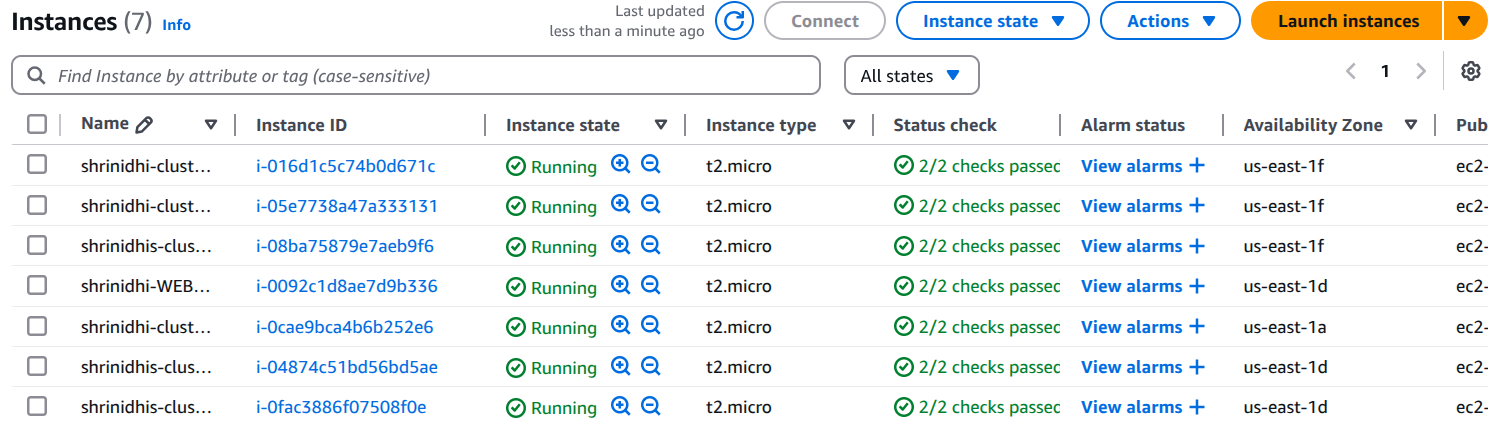 Instances (7) Info
Last updated
less than a minute ago
Connect
Instance state
Actions
Launch instances
Find Instance by attribute or tag (case-sensitive)
All states
1
Name Instance ID Instance state Instance type Status check Alarm status Availability Zone Pub
shrinidhi-clust... i-016d1c5c74b0d671c Running t2.micro 2/2 checks passed View alarms + us-east-1f ec2-
shrinidhi-clust... i-05e7738a47a333131 Running t2.micro 2/2 checks passed View alarms + us-east-1f ec2-
shrinidhis-clus... i-08ba75879e7aeb9f6 Running t2.micro 2/2 checks passed View alarms + us-east-1f ec2-
shrinidhi-WEB... i-0092c1d8ae7d9b336 Running t2.micro 2/2 checks passed View alarms + us-east-1d ec2-
shrinidhi-clust... i-0cae9bca4b6b252e6 Running t2.micro 2/2 checks passed View alarms + us-east-1a ec2-
shrinidhis-clus... i-04874c51bd56bd5ae Running t2.micro 2/2 checks passed View alarms + us-east-1d ec2-
shrinidhis-clus... i-0fac3886f07508f0e Running t2.micro 2/2 checks passed View alarms + us-east-1d ec2-